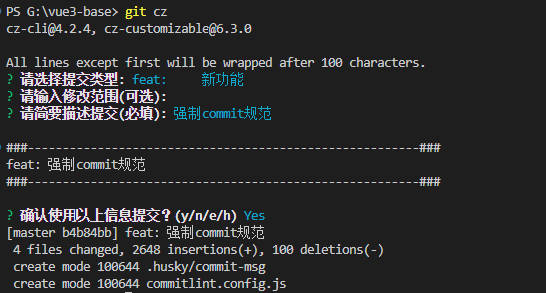 PS G:\vue3-base> git cz
cz-cli@4.2.4, cz-customizable@6.3.0
All lines except first will be wrapped after 100 characters.
? 请选择提交类型: feat:     新功能
? 请输入修改范围(可选):
? 请简要描述提交(必填): 强制commit规范
###--------------------------------------------------------###
feat: 强制commit规范
###--------------------------------------------------------###
? 确认使用以上信息提交？(y/n/e/h) Yes
[master b4b84bb] feat: 强制commit规范
 4 files changed, 2648 insertions(+), 100 deletions(-)
 create mode 100644 .husky/commit-msg
 create mode 100644 commitlint.config.js